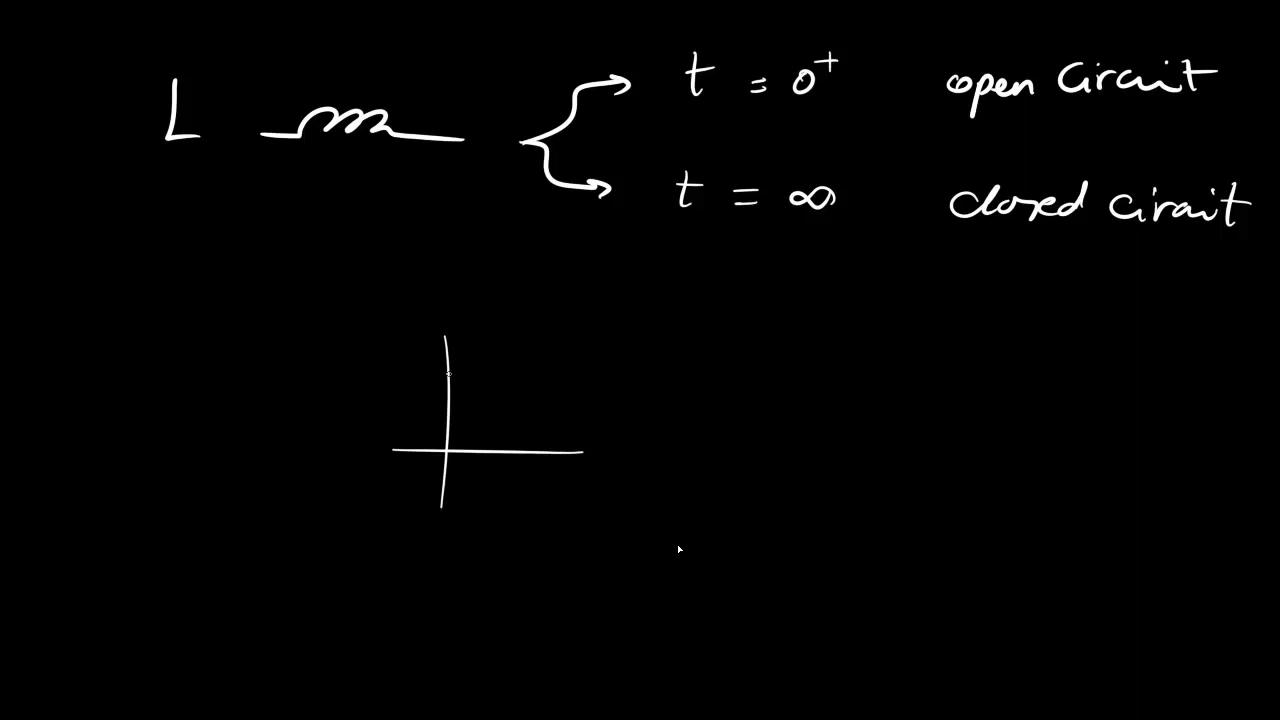 L t = 0+ open circuit
t = ∞ closed circuit